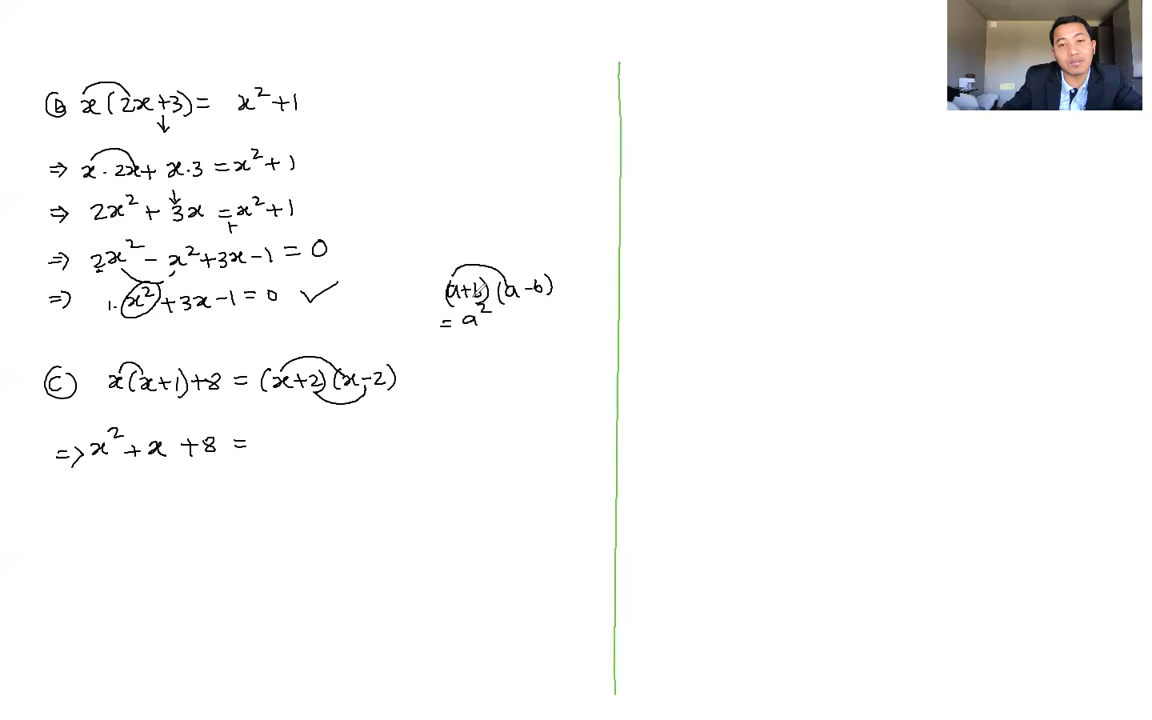 (b) x(2x+3) = x²+1
⇒ x·2x + x·3 = x²+1
⇒ 2x² + 3x = x²+1
⇒ 2x² − x² + 3x − 1 = 0
⇒ 1·x² + 3x − 1 = 0 ✓
(a+b)(a−b)
= a²
(c) x(x+1)+8 = (x+2)(x−2)
⇒ x² + x + 8 =